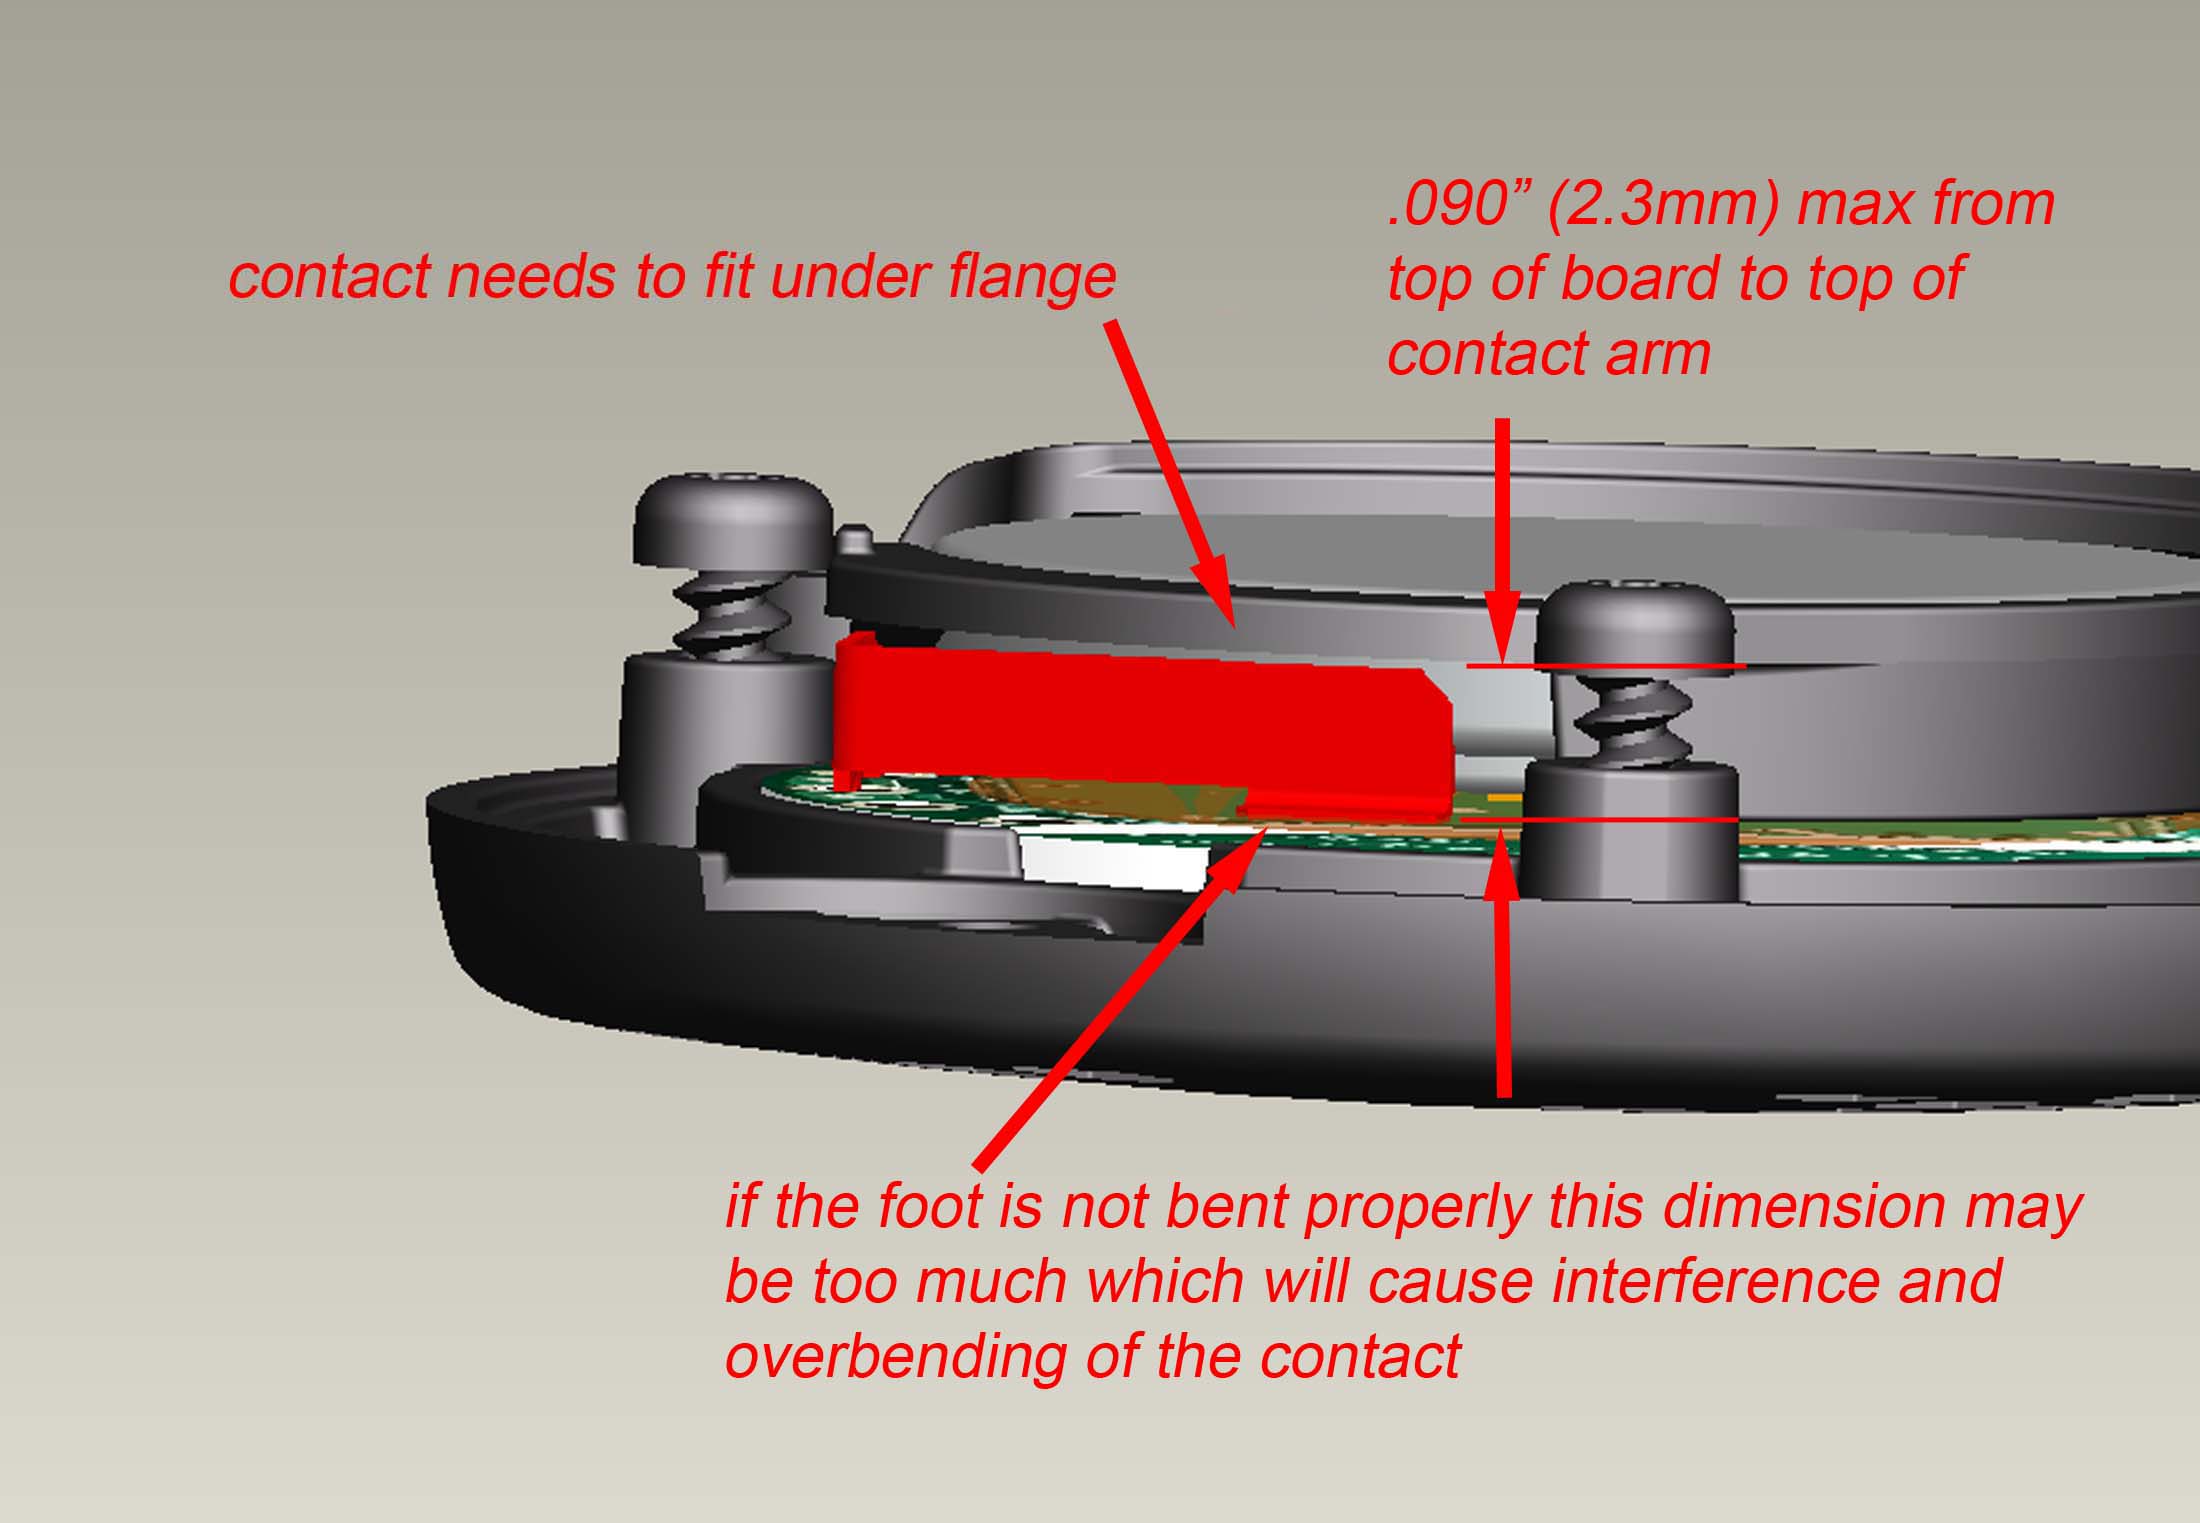 contact needs to fit under flange
.090” (2.3mm) max from
top of board to top of
contact arm
if the foot is not bent properly this dimension may
be too much which will cause interference and
overbending of the contact